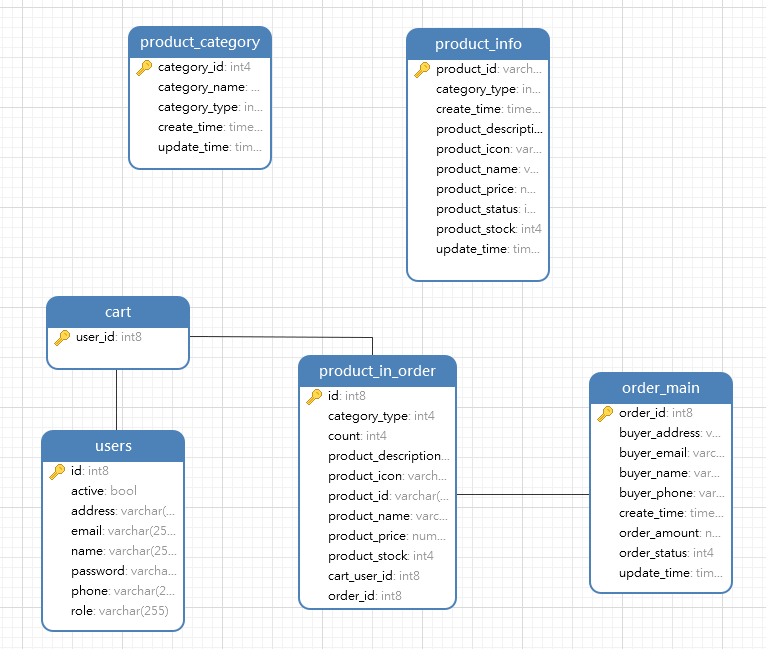 product_category
category_id: int4
category_name: ...
category_type: in...
create_time: time...
update_time: tim...
product_info
product_id: varch...
category_type: in...
create_time: time...
product_descripti...
product_icon: var...
product_name: v...
product_price: n...
product_status: i...
product_stock: int4
update_time: tim...
cart
user_id: int8
users
id: int8
active: bool
address: varchar(...
email: varchar(25...
name: varchar(25...
password: varcha...
phone: varchar(2...
role: varchar(255)
product_in_order
id: int8
category_type: int4
count: int4
product_description...
product_icon: varch...
product_id: varchar(...
product_name: varc...
product_price: num...
product_stock: int4
cart_user_id: int8
order_id: int8
order_main
order_id: int8
buyer_address: v...
buyer_email: varc...
buyer_name: var...
buyer_phone: var...
create_time: time...
order_amount: n...
order_status: int4
update_time: tim...